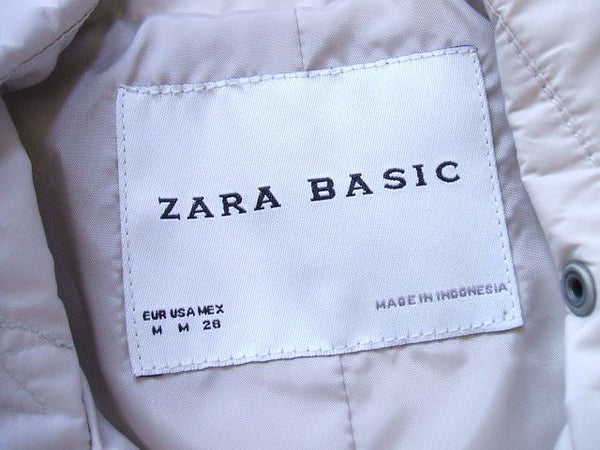 ZARA BASIC
EUR USA MEX
M M 28
MADE IN INDONESIA